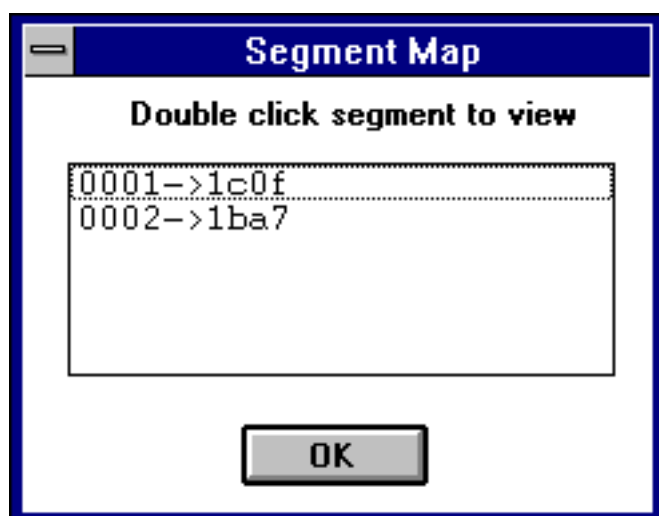 Segment Map
Double click segment to view
0001->1c0f
0002->1ba7
OK